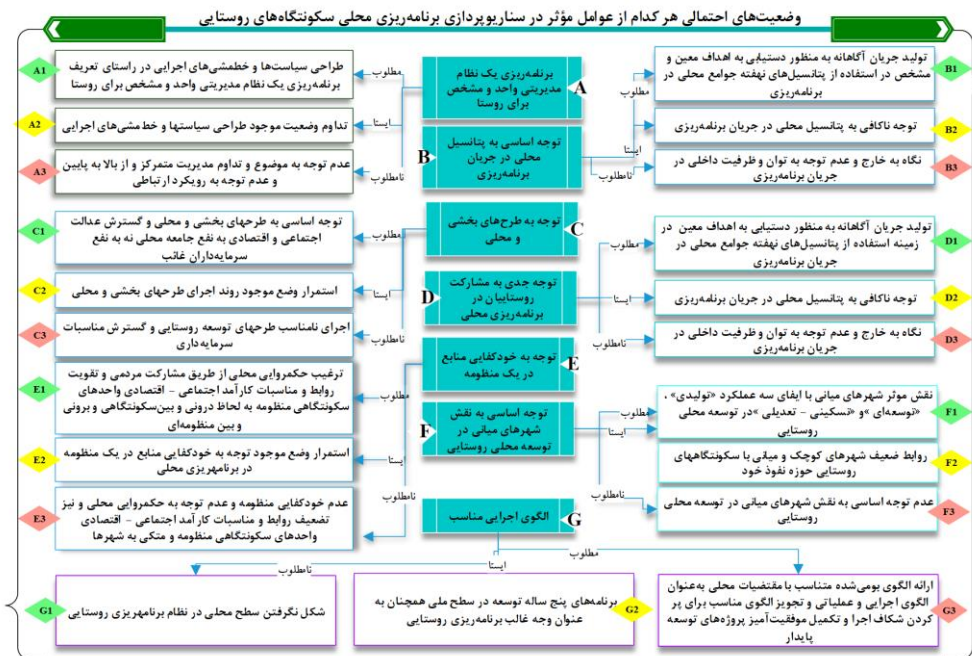 وضعیت‌های احتمالی هر کدام از عوامل مؤثر در سناریوپردازی برنامه‌ریزی محلی سکونتگاه‌های روستایی
A
برنامه‌ریزی یک نظام
مدیریتی واحد و مشخص
برای روستا
مطلوب
ایستا
نامطلوب
A1
طراحی سیاست‌ها و خط‌مشی‌های اجرایی در راستای تعریف
برنامه‌ریزی یک نظام مدیریتی واحد و مشخص برای روستا
A2
تداوم وضعیت موجود طراحی سیاستها و خط مشی‌های اجرایی
A3
عدم توجه به موضوع و تداوم مدیریت متمرکز و از بالا به پایین
و عدم توجه به رویکرد ارتباطی
B
توجه اساسی به پتانسیل
محلی در جریان
برنامه‌ریزی
مطلوب
ایستا
نامطلوب
B1
تولید جریان آگاهانه به منظور دستیابی به اهداف معین و
مشخص در استفاده از پتانسیل‌های نهفته جوامع محلی در
برنامه‌ریزی
B2
توجه ناکافی به پتانسیل محلی در جریان برنامه‌ریزی
B3
نگاه به خارج و عدم توجه به توان وظرفیت داخلی در
جریان برنامه‌ریزی
C
توجه به طرح‌های بخشی
و محلی
مطلوب
ایستا
نامطلوب
C1
توجه اساسی به طرحهای بخشی و محلی و گسترش عدالت
اجتماعی و اقتصادی به نفع جامعه محلی نه به نفع
سرمایه‌داران غائب
C2
استمرار وضع موجود روند اجرای طرحهای بخشی و محلی
C3
اجرای نامناسب طرحهای توسعه روستایی و گسترش مناسبات
سرمایه‌داری
D
توجه جدی به مشارکت
روستاییان در
برنامه‌ریزی محلی
مطلوب
ایستا
نامطلوب
D1
تولید جریان آگاهانه به منظور دستیابی به اهداف معین در
زمینه استفاده از پتانسیل‌های نهفته جوامع محلی در
جریان برنامه‌ریزی
D2
توجه ناکافی به پتانسیل محلی در جریان برنامه‌ریزی
D3
نگاه به خارج و عدم توجه به توان وظرفیت داخلی در
جریان برنامه‌ریزی
E
توجه به خودکفایی منابع
در یک منظومه
مطلوب
ایستا
نامطلوب
E1
ترغیب حکمروایی محلی از طریق مشارکت مردمی و تقویت
روابط و مناسبات کارآمد اجتماعی - اقتصادی واحدهای
سکونتگاهی منظومه به لحاظ درونی و بین‌سکونتگاهی و برونی
و بین منظومه‌ای
E2
استمرار وضع موجود توجه به خودکفایی منابع در یک منظومه
در برنامهریزی محلی
E3
عدم خودکفایی منظومه و عدم توجه به حکمروایی محلی و نیز
تضعیف روابط و مناسبات کار آمد اجتماعی - اقتصادی
واحدهای سکونتگاهی منظومه و متکی به شهرها
F
توجه اساسی به نقش
شهرهای میانی در
توسعه محلی روستایی
مطلوب
ایستا
نامطلوب
F1
نقش موثر شهرهای میانی با ایفای سه عملکرد «تولیدی» ،
«توسعه‌ای »و «تسکینی - تعدیلی »در توسعه محلی
روستایی
F2
روابط ضعیف شهرهای کوچک و میانی با سکونتگاههای
روستایی حوزه نفوذ خود
F3
عدم توجه اساسی به نقش شهرهای میانی در توسعه محلی
روستایی
G
الگوی اجرایی مناسب
مطلوب
ایستا
نامطلوب
G3
ارائه الگوی بومی‌شده متناسب با مقتضیات محلی به‌عنوان
الگوی اجرایی و عملیاتی و تجویز الگوی مناسب برای پر
کردن شکاف اجرا و تکمیل موفقیت‌آمیز پروژه‌های توسعه
پایدار
G2
برنامه‌های پنج ساله توسعه در سطح ملی همچنان به
عنوان وجه غالب برنامه‌ریزی روستایی
G1
شکل نگرفتن سطح محلی در نظام برنامهریزی روستایی